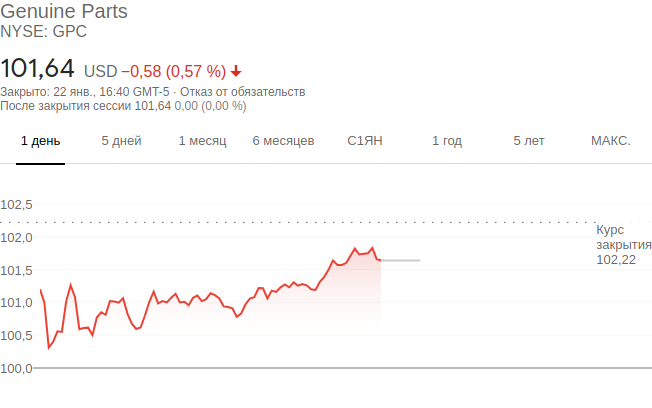 Genuine Parts
NYSE: GPC
101,64 USD −0,58 (0,57 %)
Закрыто: 22 янв., 16:40 GMT-5 · Отказ от обязательств
После закрытия сессии 101,64 0,00 (0,00 %)
1 день 5 дней 1 месяц 6 месяцев С1ЯН 1 год 5 лет МАКС.
102,5
102,0
101,5
101,0
100,5
100,0
Курс
закрытия
102,22